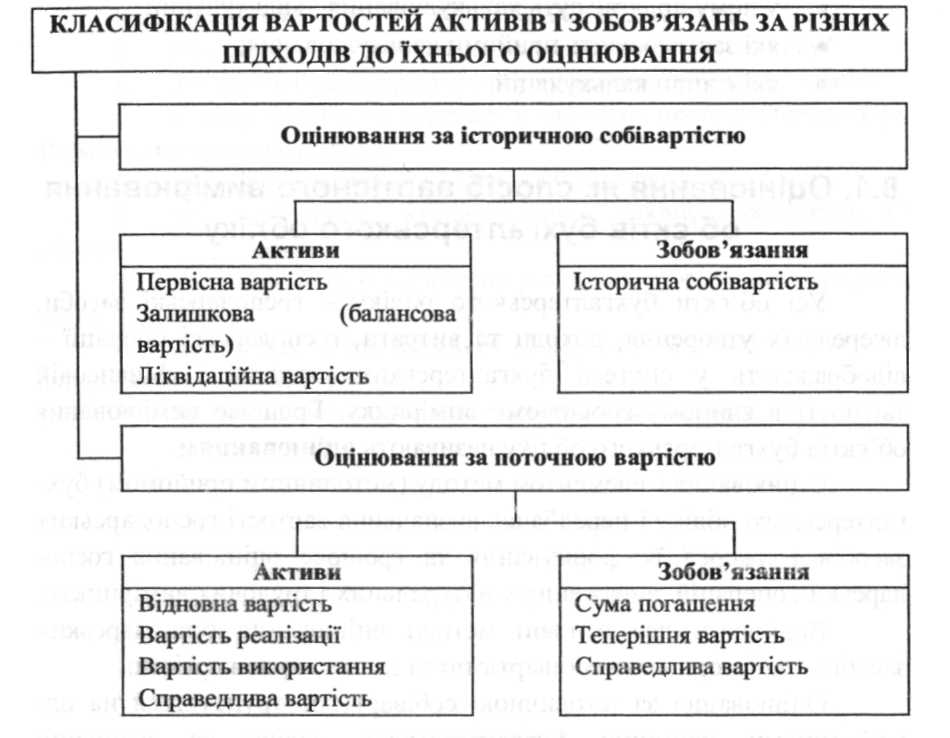 КЛАСИФІКАЦІЯ ВАРТОСТЕЙ АКТИВІВ І ЗОБОВ’ЯЗАНЬ ЗА РІЗНИХ
ПІДХОДІВ ДО ЇХНЬОГО ОЦІНЮВАННЯ
Оцінювання за історичною собівартістю
Активи
Первісна вартість
Залишкова (балансова
вартість)
Ліквідаційна вартість
Зобов’язання
Історична собівартість
Оцінювання за поточною вартістю
Активи
Відновна вартість
Вартість реалізації
Вартість використання
Справедлива вартість
Зобов’язання
Сума погашення
Теперішня вартість
Справедлива вартість